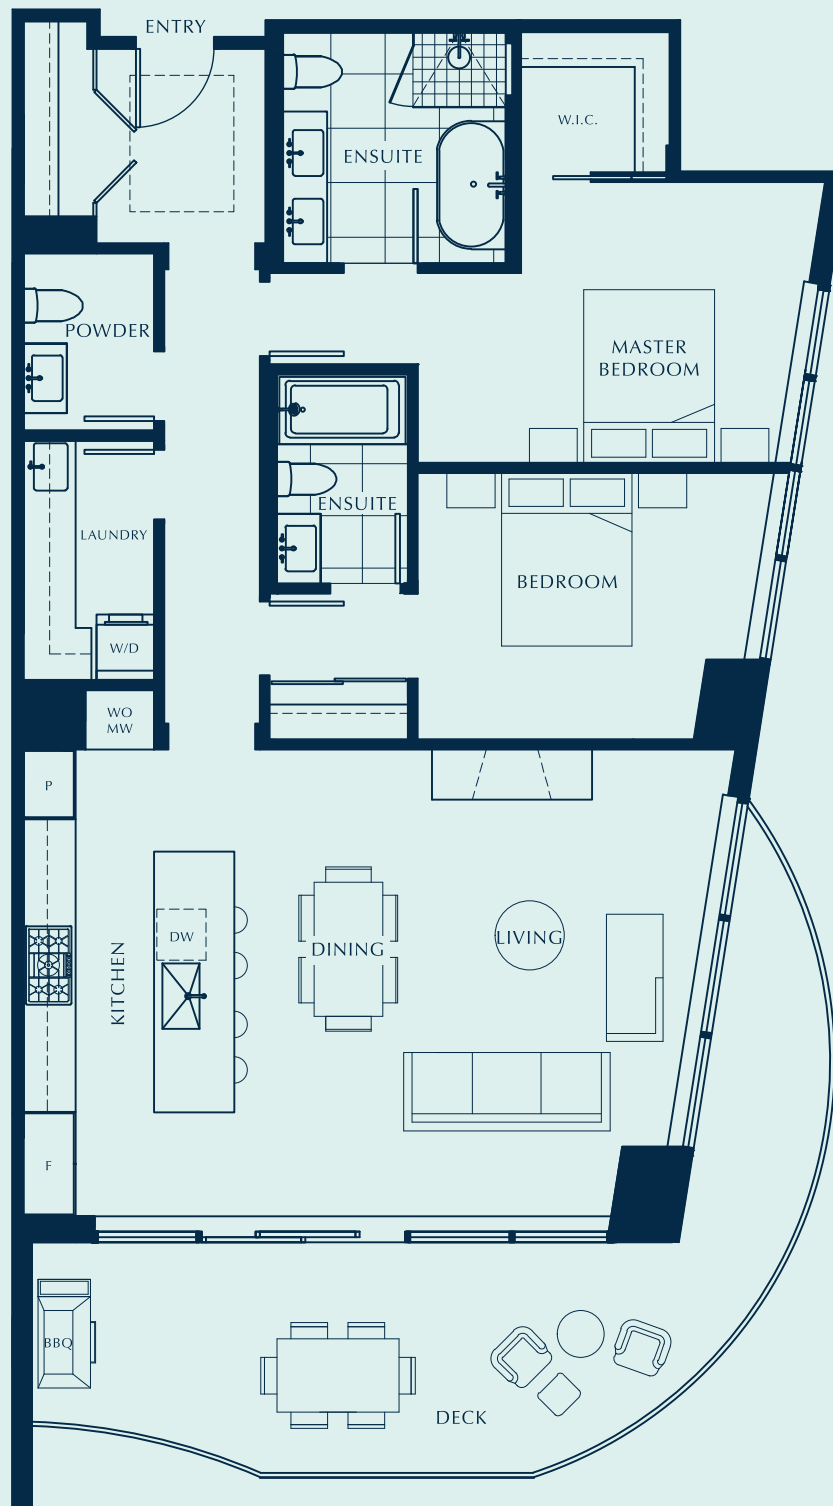 ENTRY
ENSUITE
W.I.C.
POWDER
MASTER
BEDROOM
ENSUITE
LAUNDRY
BEDROOM
W/D
WO
MW
P
KITCHEN
DW
DINING
LIVING
F
BBQ
DECK